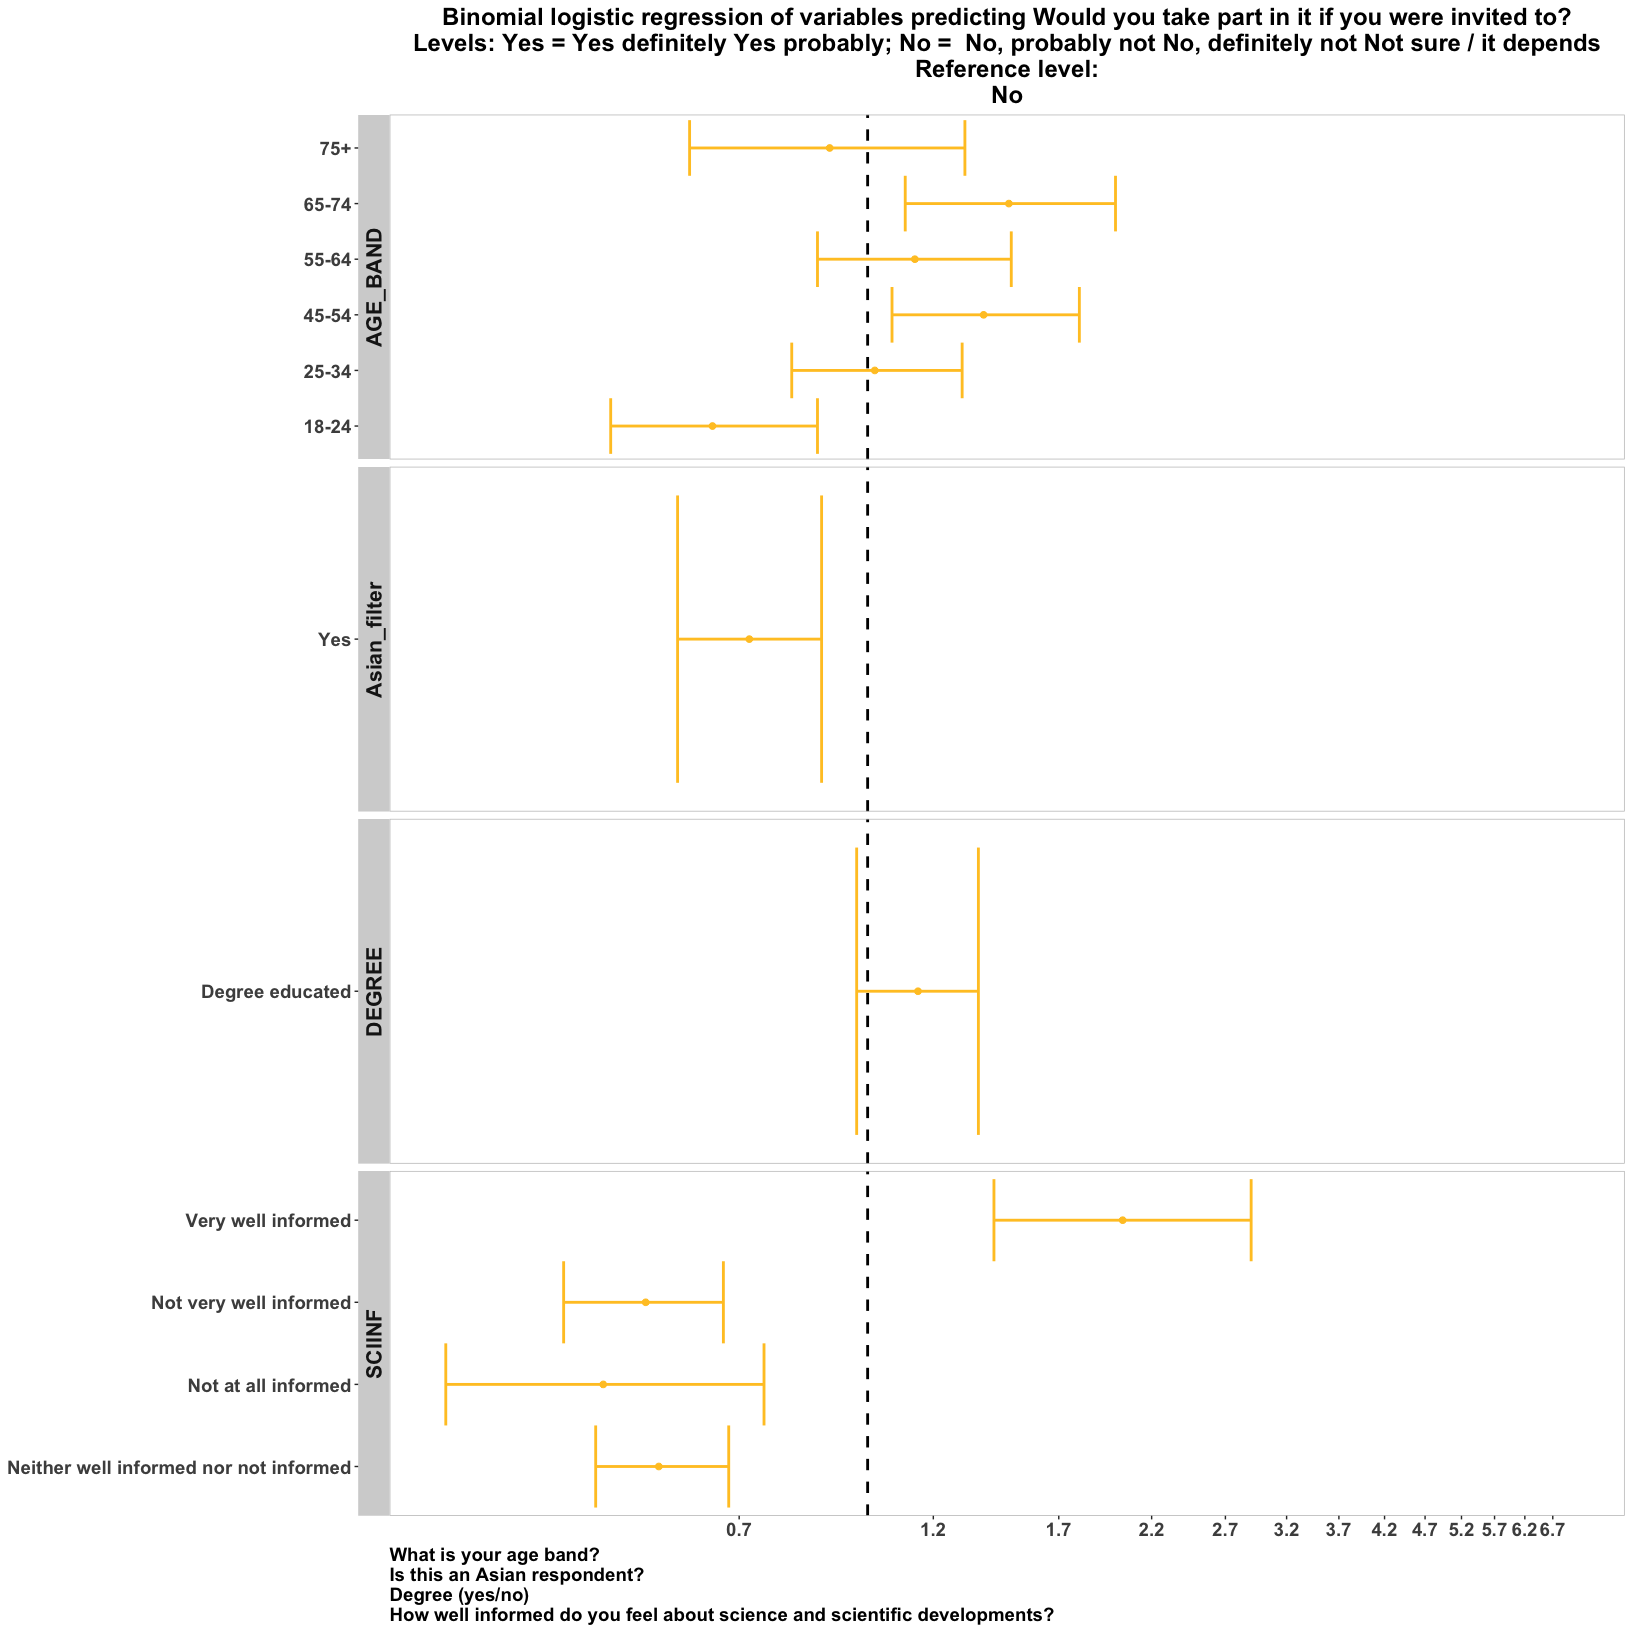 Binomial logistic regression of variables predicting Would you take part in it if you were invited to?
Levels: Yes = Yes definitely Yes probably; No =  No, probably not No, definitely not Not sure / it depends
Reference level:
No
AGE_BAND
75+
65-74
55-64
45-54
25-34
18-24
Asian_filter
Yes
DEGREE
Degree educated
SCIINF
Very well informed
Not very well informed
Not at all informed
Neither well informed nor not informed
0.7 1.2 1.7 2.2 2.7 3.2 3.7 4.2 4.7 5.2 5.7 6.2 6.7
What is your age band?
Is this an Asian respondent?
Degree (yes/no)
How well informed do you feel about science and scientific developments?